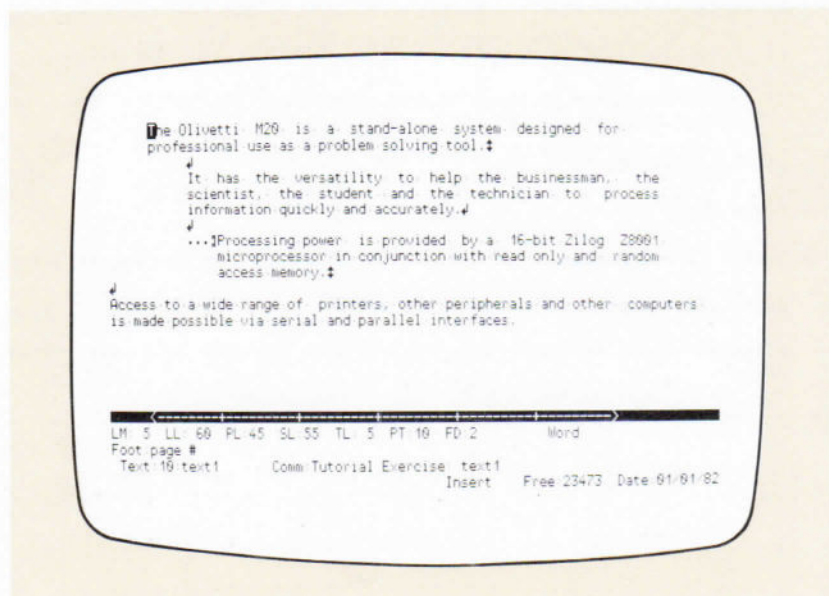 The Olivetti M20 is a stand-alone system designed for
professional use as a problem solving tool.↕
↲
It has the versatility to help the businessman, the
scientist, the student and the technician to process
information quickly and accurately.↲
↲
...↕Processing power is provided by a 16-bit Zilog Z8001
microprocessor in conjunction with read only and random
access memory.↕
↲
Access to a wide range of printers, other peripherals and other computers
is made possible via serial and parallel interfaces.
LM: 5 LL: 60 PL:45 SL:55 TL: 5 PT:10 FD:2 Word
Foot page #
Text:10:text1 Comm:Tutorial Exercise: text1
Insert Free:23473 Date:01/01/82